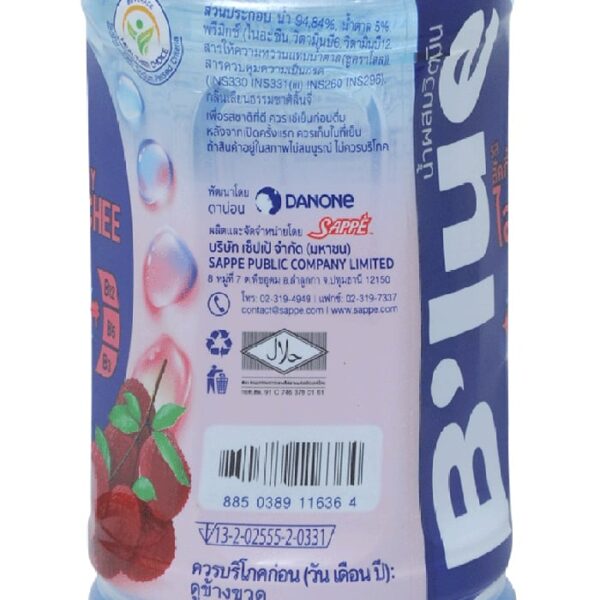 ส่วนประกอบ น้ำ 94.84%, น้ำตาล 5%
พรีมิกซ์ (ไนอะซีน, วิตามินบี6, วิตามินบี12,
สารให้ความหวานแทนน้ำตาล (ซูคราโลส),
สารควบคุมความเป็นกรด
(INS330 INS331(iii) INS260 INS296),
กลิ่นเลียนธรรมชาติลิ้นจี่
เพื่อรสชาติที่ดี ควรแช่เย็นก่อนดื่ม
หลังจากเปิดครั้งแรก ควรเก็บในที่เย็น
ถ้าสินค้าอยู่ในสภาพไม่สมบูรณ์ ไม่ควรบริโภค
พัฒนาโดย
ดานอน
DANONE
ผลิตและจัดจำหน่ายโดย SAPPE
บริษัท เซ็ปเป้ จำกัด (มหาชน)
SAPPE PUBLIC COMPANY LIMITED
8 หมู่ที่ 7 ต.พืชอุดม อ.ลำลูกกา จ.ปทุมธานี 12150
โทร: 02-319-4949 | แฟกซ์: 02-319-7337
contact@sappe.com | www.sappe.com
حلال
885 0389 11636 4
13-2-02555-2-0331
ควรบริโภคก่อน (วัน เดือน ปี):
ดูข้างขวด
B'lue
น้ำผสมวิตามิน
HEE
B12
B6
B3